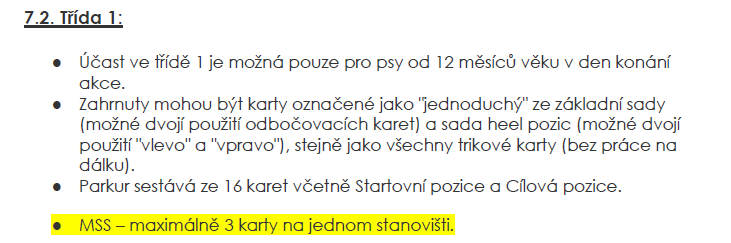 7.2. Třída 1:
● Účast ve třídě 1 je možná pouze pro psy od 12 měsíců věku v den konání
akce.
● Zahrnuty mohou být karty označené jako "jednoduchý" ze základní sady
(možné dvojí použití odbočovacích karet) a sada heel pozic (možné dvojí
použití "vlevo" a "vpravo"), stejně jako všechny trikové karty (bez práce na
dálku).
● Parkur sestává ze 16 karet včetně Startovní pozice a Cílová pozice.
● MSS – maximálně 3 karty na jednom stanovišti.